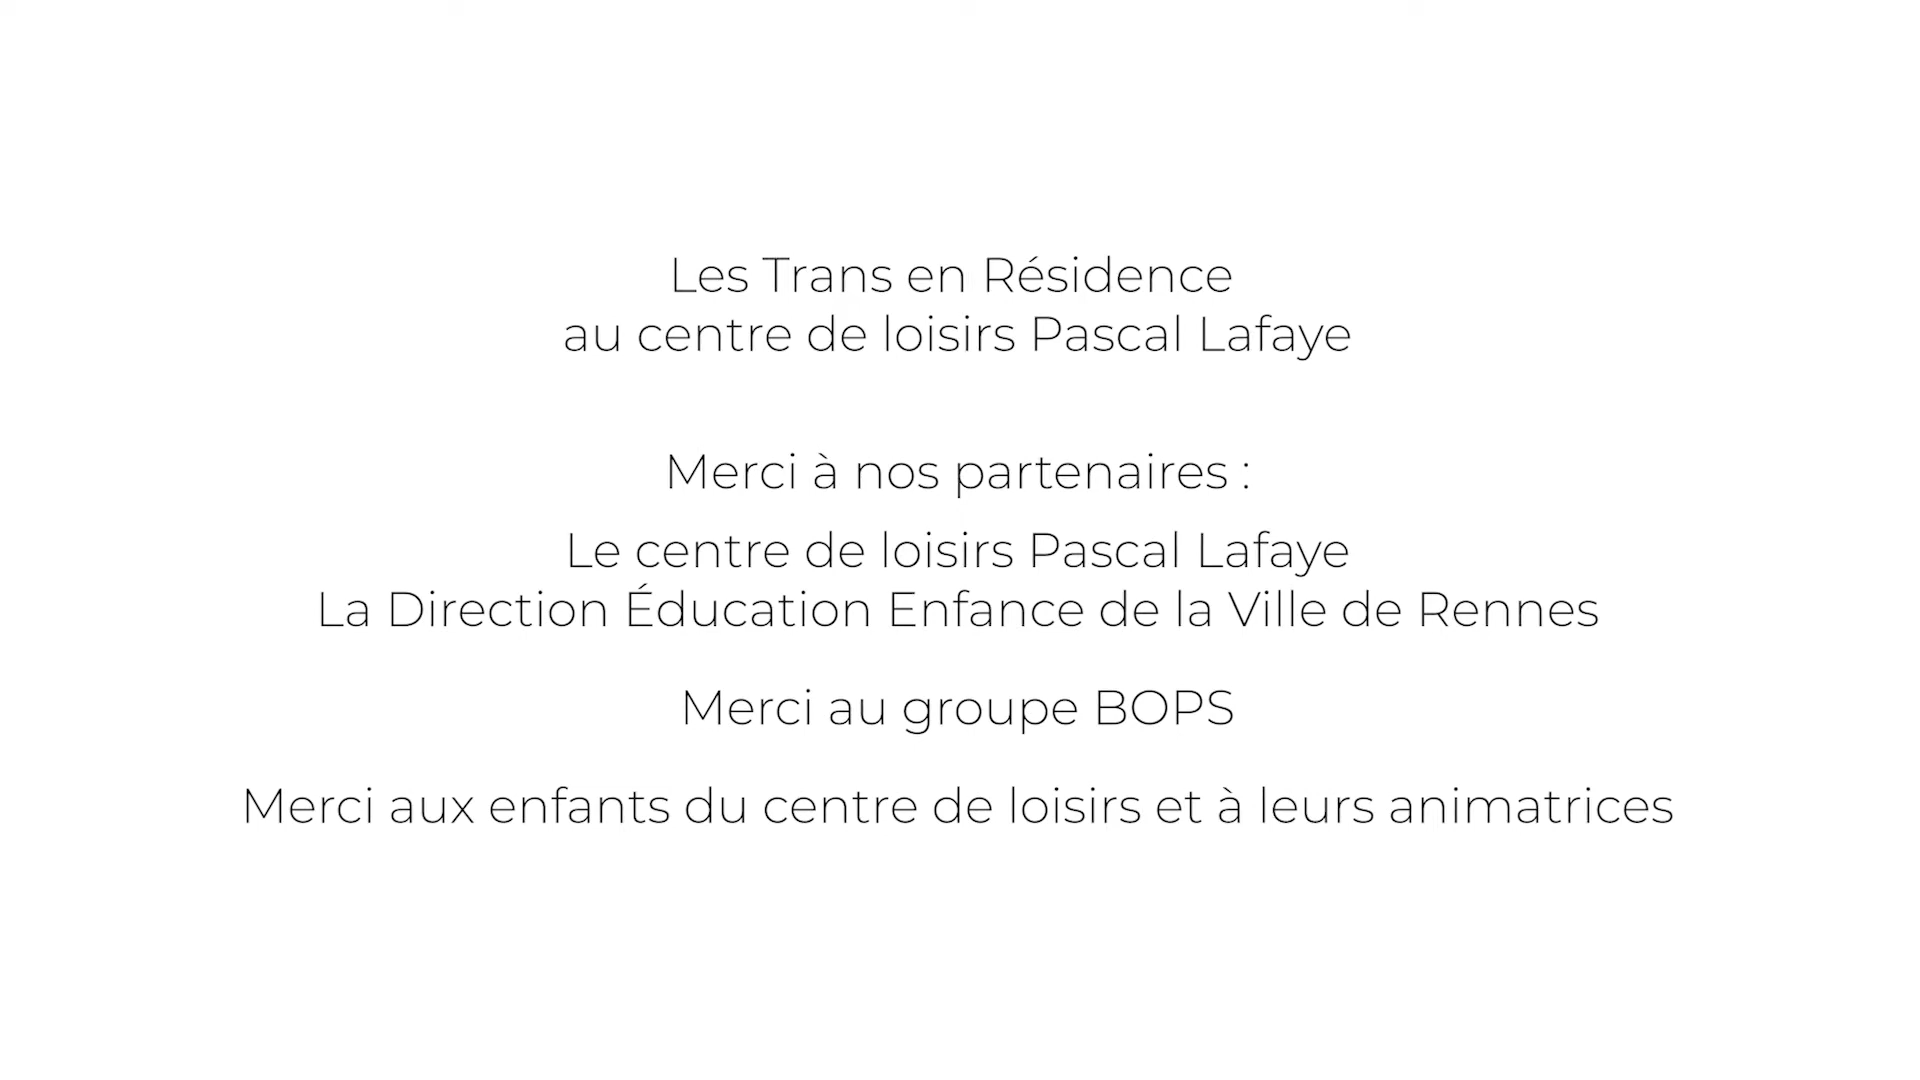 Les Trans en Résidence
au centre de loisirs Pascal Lafaye
Merci à nos partenaires :
Le centre de loisirs Pascal Lafaye
La Direction Éducation Enfance de la Ville de Rennes
Merci au groupe BOPS
Merci aux enfants du centre de loisirs et à leurs animatrices